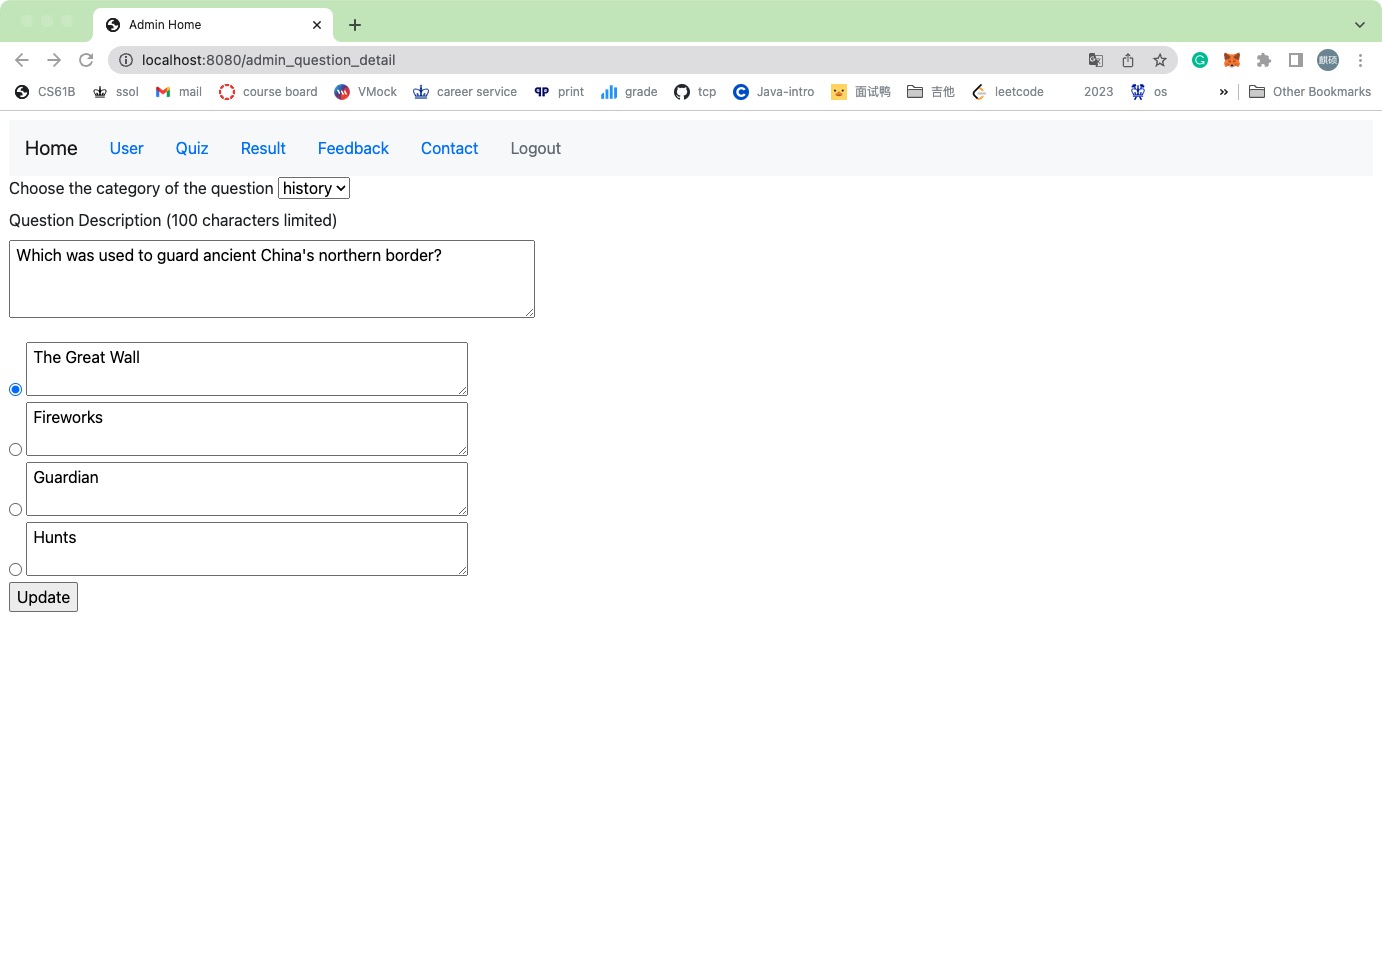 Admin Home
localhost:8080/admin_question_detail
麒硕
CS61B ssol mail course board VMock career service print grade tcp Java-intro 面试鸭 吉他 leetcode 2023 os » Other Bookmarks
Home User Quiz Result Feedback Contact Logout
Choose the category of the question history
Question Description (100 characters limited)
Which was used to guard ancient China's northern border?
The Great Wall
Fireworks
Guardian
Hunts
Update